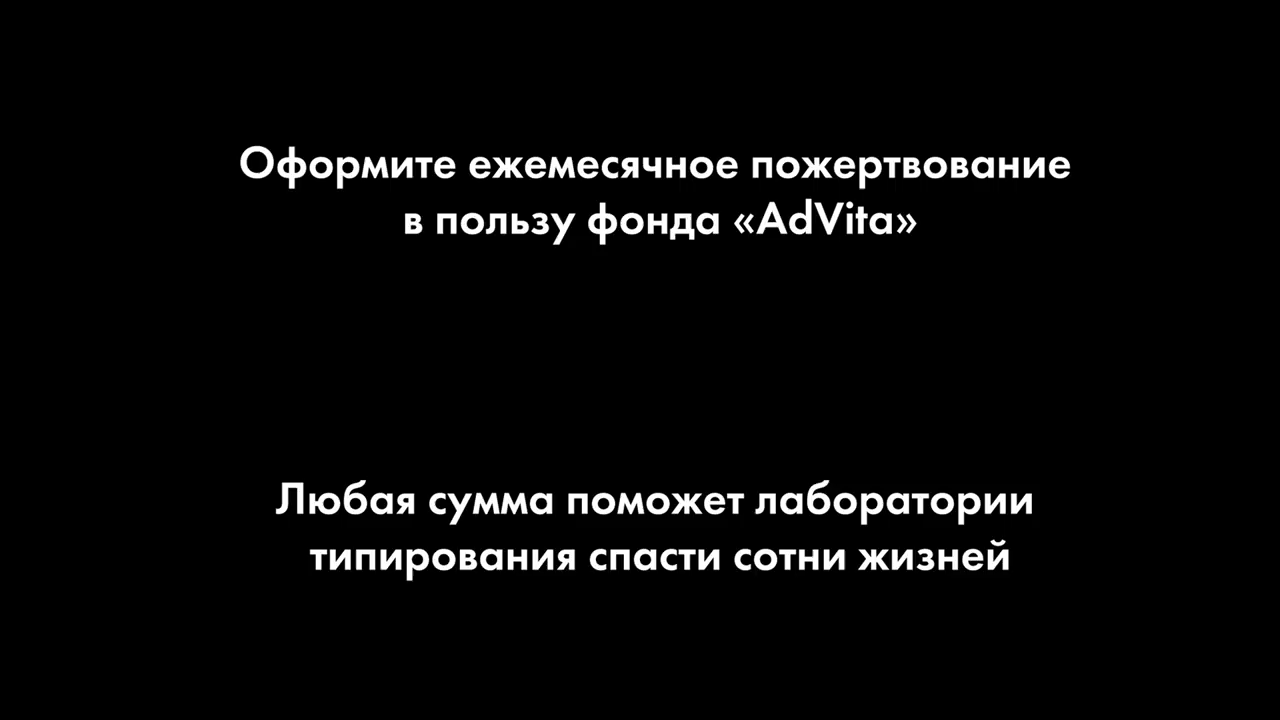 Оформите ежемесячное пожертвование
в пользу фонда «AdVita»
Любая сумма поможет лаборатории
типирования спасти сотни жизней